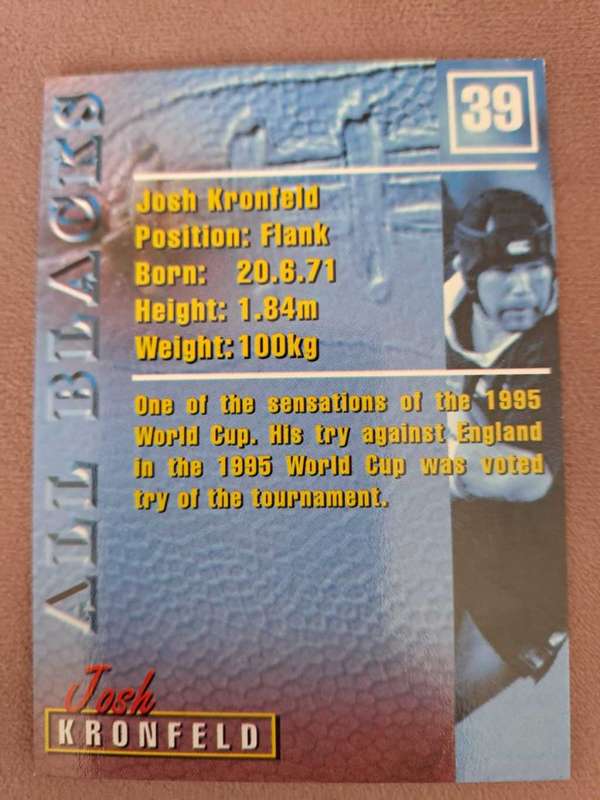 39
ALL BLACKS
Josh Kronfeld
Position: Flank
Born: 20.6.71
Height: 1.84m
Weight: 100kg
One of the sensations of the 1995
World Cup. His try against England
in the 1995 World Cup was voted
try of the tournament.
Josh
KRONFELD